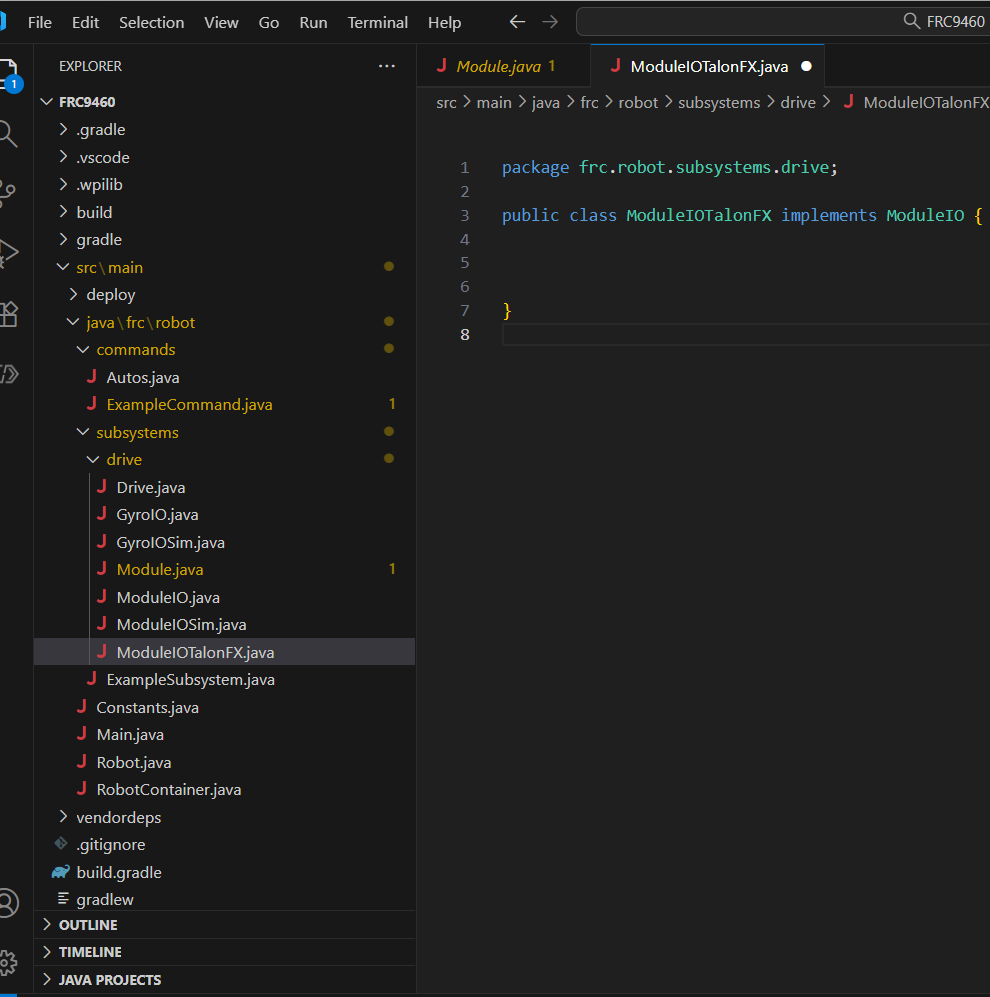 File Edit Selection View Go Run Terminal Help FRC9460
1
EXPLORER
FRC9460
.gradle
.vscode
.wpilib
build
gradle
src\main
deploy
java\frc\robot
commands
Autos.java
ExampleCommand.java 1
subsystems
drive
Drive.java
GyroIO.java
GyroIOSim.java
Module.java 1
ModuleIO.java
ModuleIOSim.java
ModuleIOTalonFX.java
ExampleSubsystem.java
Constants.java
Main.java
Robot.java
RobotContainer.java
vendordeps
.gitignore
build.gradle
gradlew
OUTLINE
TIMELINE
JAVA PROJECTS
Module.java 1 ModuleIOTalonFX.java
src > main > java > frc > robot > subsystems > drive > ModuleIOTalonFX
1 package frc.robot.subsystems.drive;
2
3 public class ModuleIOTalonFX implements ModuleIO {
4
5
6
7 }
8